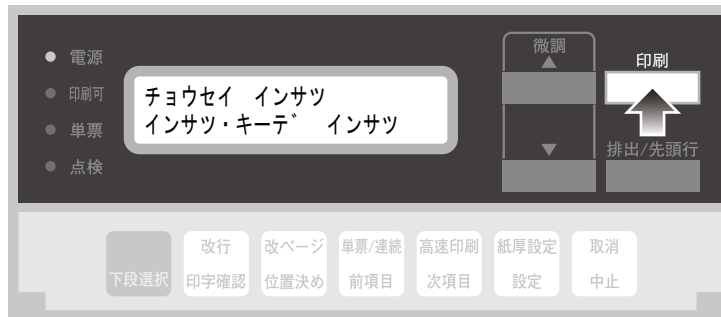 電源
印刷可
単票
点検
チョウセイ インサツ
インサツ・キーデ゛ インサツ
微調
▲
▼
印刷
排出/先頭行
下段選択
改行
印字確認
改ページ
位置決め
単票/連続
前項目
高速印刷
次項目
紙厚設定
設定
取消
中止